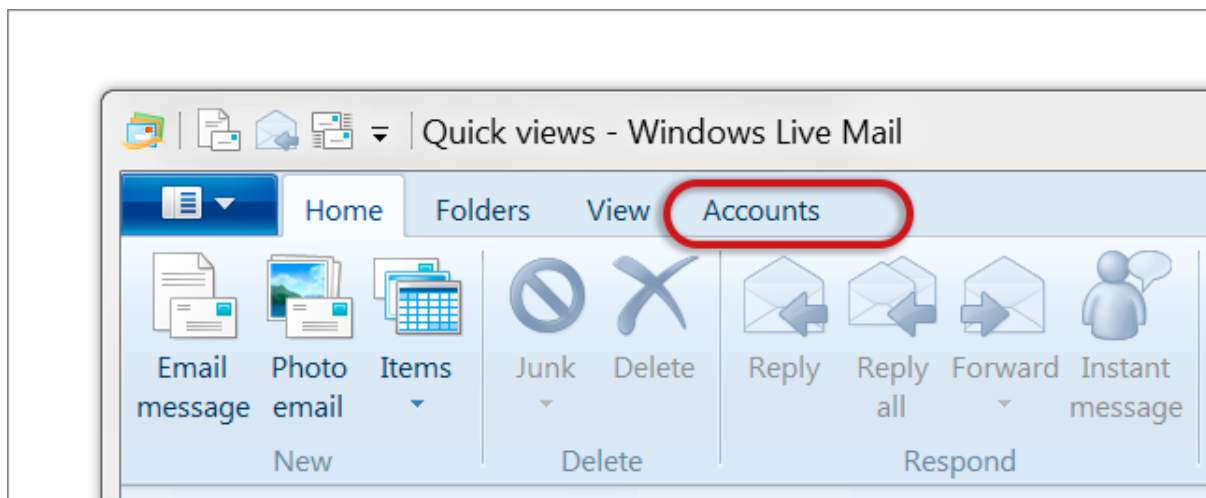 Quick views - Windows Live Mail
Home Folders View Accounts
Email message
Photo email
Items
Junk
Delete
Reply
Reply all
Forward
Instant message
New
Delete
Respond